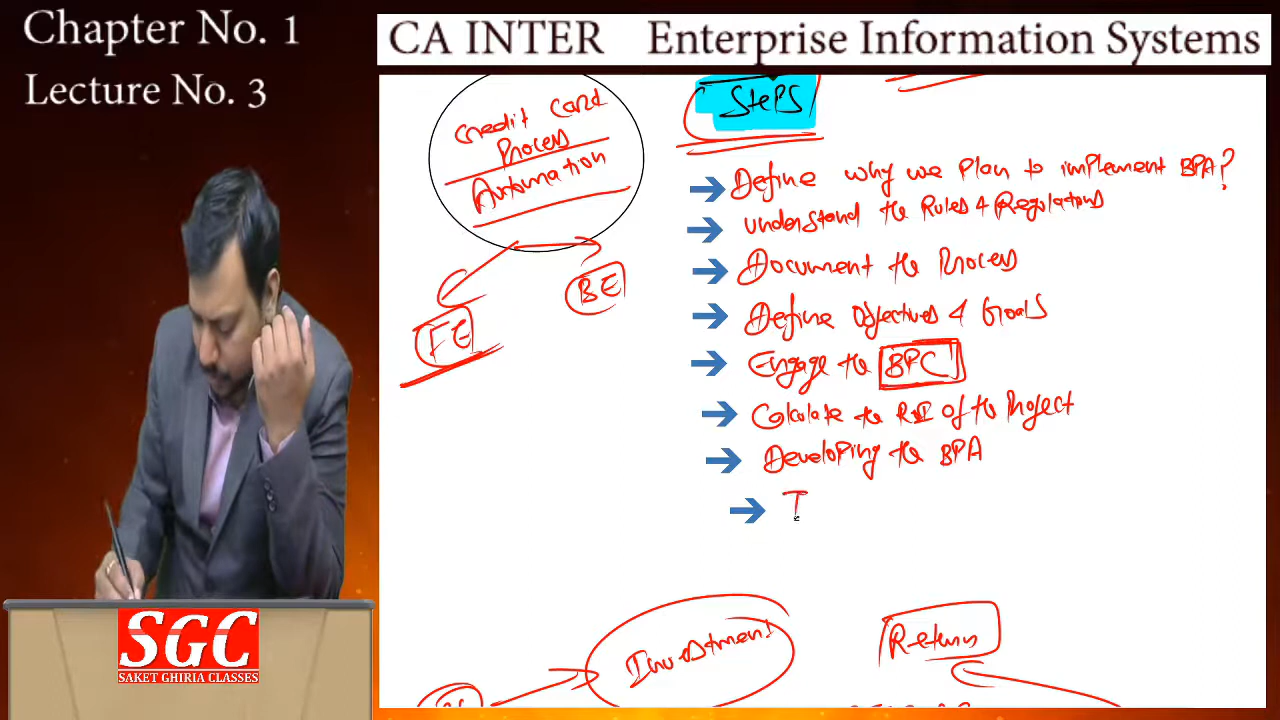 Chapter No. 1
Lecture No. 3
CA INTER Enterprise Information Systems
Credit Card
Process
Automation
FE
BE
StePS
Define why we Plan to implement BPA?
understand the Rules & Regulations
Document the Process
Define objectives & Goals
Engage the BPC
Calculate the ROI of the Project
Developing the BPA
T
Investment
Return
SGC
SAKET GHIRIA CLASSES